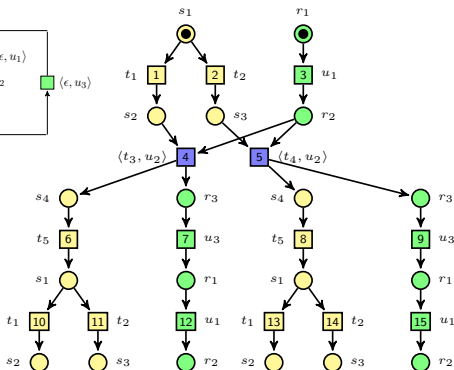 s₁ r₁
ϵ, u₁⟩ t₁ 1 2 t₂ 3 u₁
2 ⟨ϵ, u₃⟩
s₂ s₃ r₂
⟨t₃, u₂⟩ 4 5 ⟨t₄, u₂⟩
s₄ r₃ s₄ r₃
t₅ 6 7 u₃ t₅ 8 9 u₃
s₁ r₁ s₁ r₁
t₁ 10 11 t₂ 12 u₁ t₁ 13 14 t₂ 15 u₁
s₂ s₃ r₂ s₂ s₃ r₂